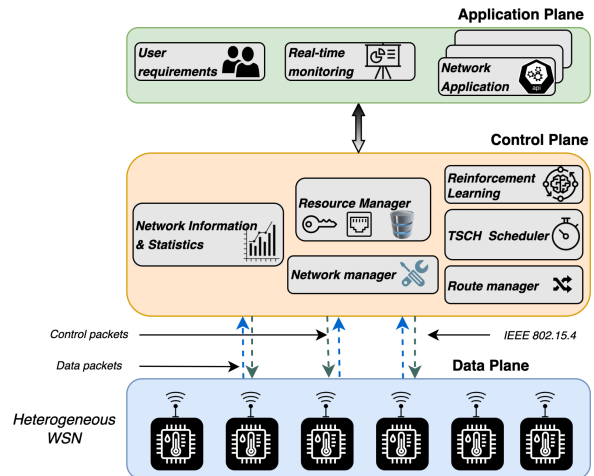 Application Plane
User
requirements
Real-time
monitoring
Network
Application
api
Control Plane
Network Information
& Statistics
Resource Manager
Network manager
Reinforcement
Learning
TSCH Scheduler
Route manager
Control packets
IEEE 802.15.4
Data packets
Data Plane
Heterogeneous
WSN